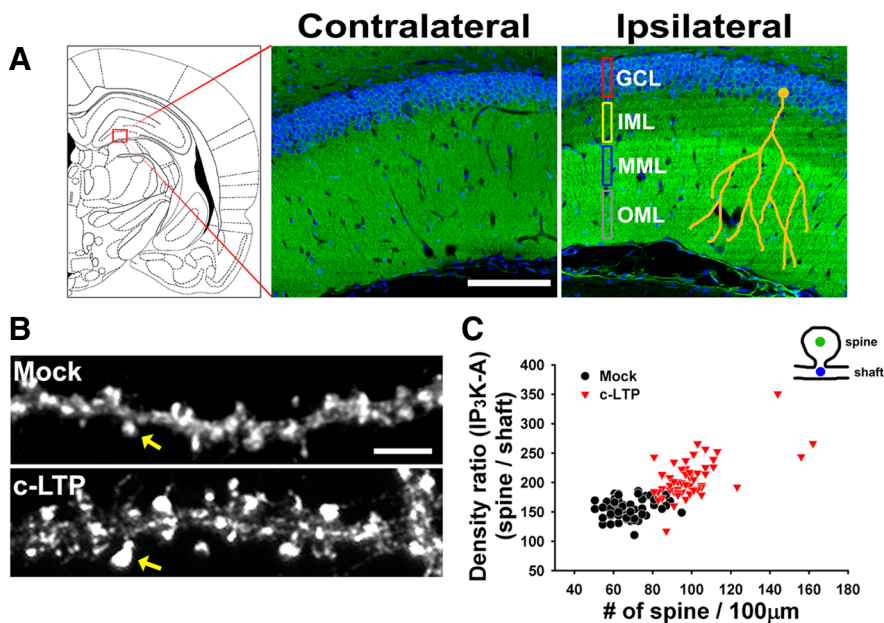 Contralateral
Ipsilateral
A
GCL
IML
MML
OML
B
Mock
c-LTP
C
spine
shaft
Mock
c-LTP
Density ratio (IP3K-A)
(spine / shaft)
400
350
300
250
200
150
100
50
40 60 80 100 120 140 160 180
# of spine / 100μm